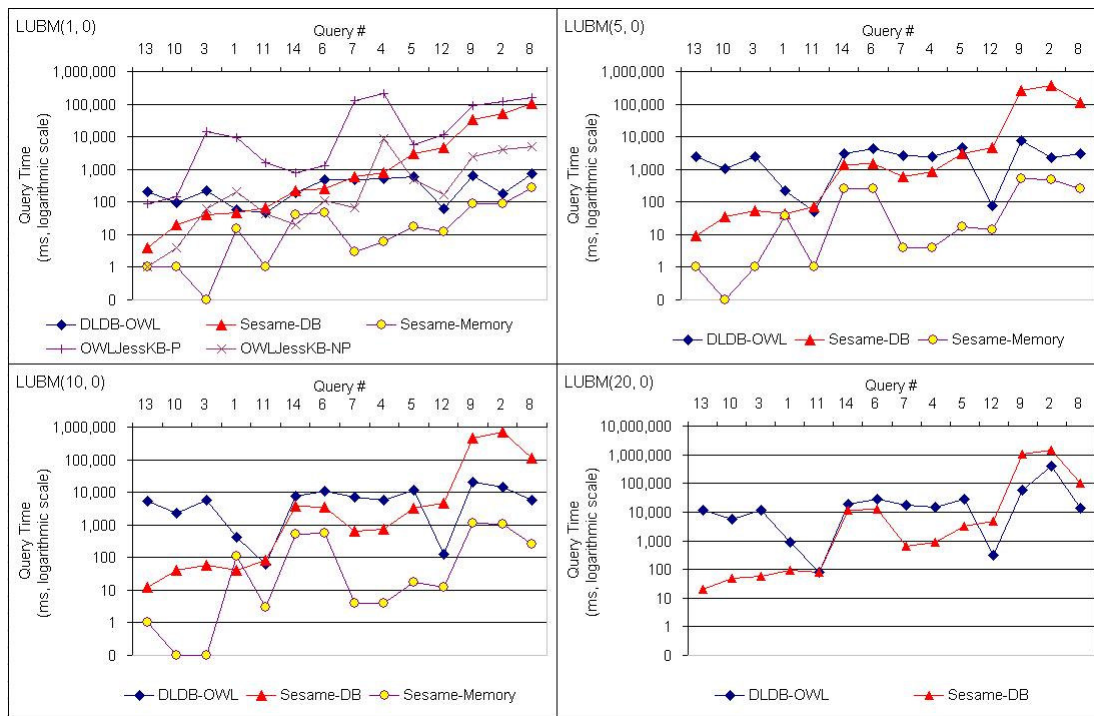 LUBM(1, 0)
Query #
13 10 3 1 11 14 6 7 4 5 12 9 2 8
1,000,000
100,000
10,000
1,000
100
10
1
0
Query Time
(ms, logarithmic scale)
DLDB-OWL Sesame-DB Sesame-Memory
OWLJessKB-P OWLJessKB-NP
LUBM(5, 0)
Query #
13 10 3 1 11 14 6 7 4 5 12 9 2 8
1,000,000
100,000
10,000
1,000
100
10
1
0
Query Time
(ms, logarithmic scale)
DLDB-OWL Sesame-DB Sesame-Memory
LUBM(10, 0)
Query #
13 10 3 1 11 14 6 7 4 5 12 9 2 8
1,000,000
100,000
10,000
1,000
100
10
1
0
Query Time
(ms, logarithmic scale)
DLDB-OWL Sesame-DB Sesame-Memory
LUBM(20, 0)
Query #
13 10 3 1 11 14 6 7 4 5 12 9 2 8
10,000,000
1,000,000
100,000
10,000
1,000
100
10
1
0
Query Time
(ms, logarithmic scale)
DLDB-OWL Sesame-DB